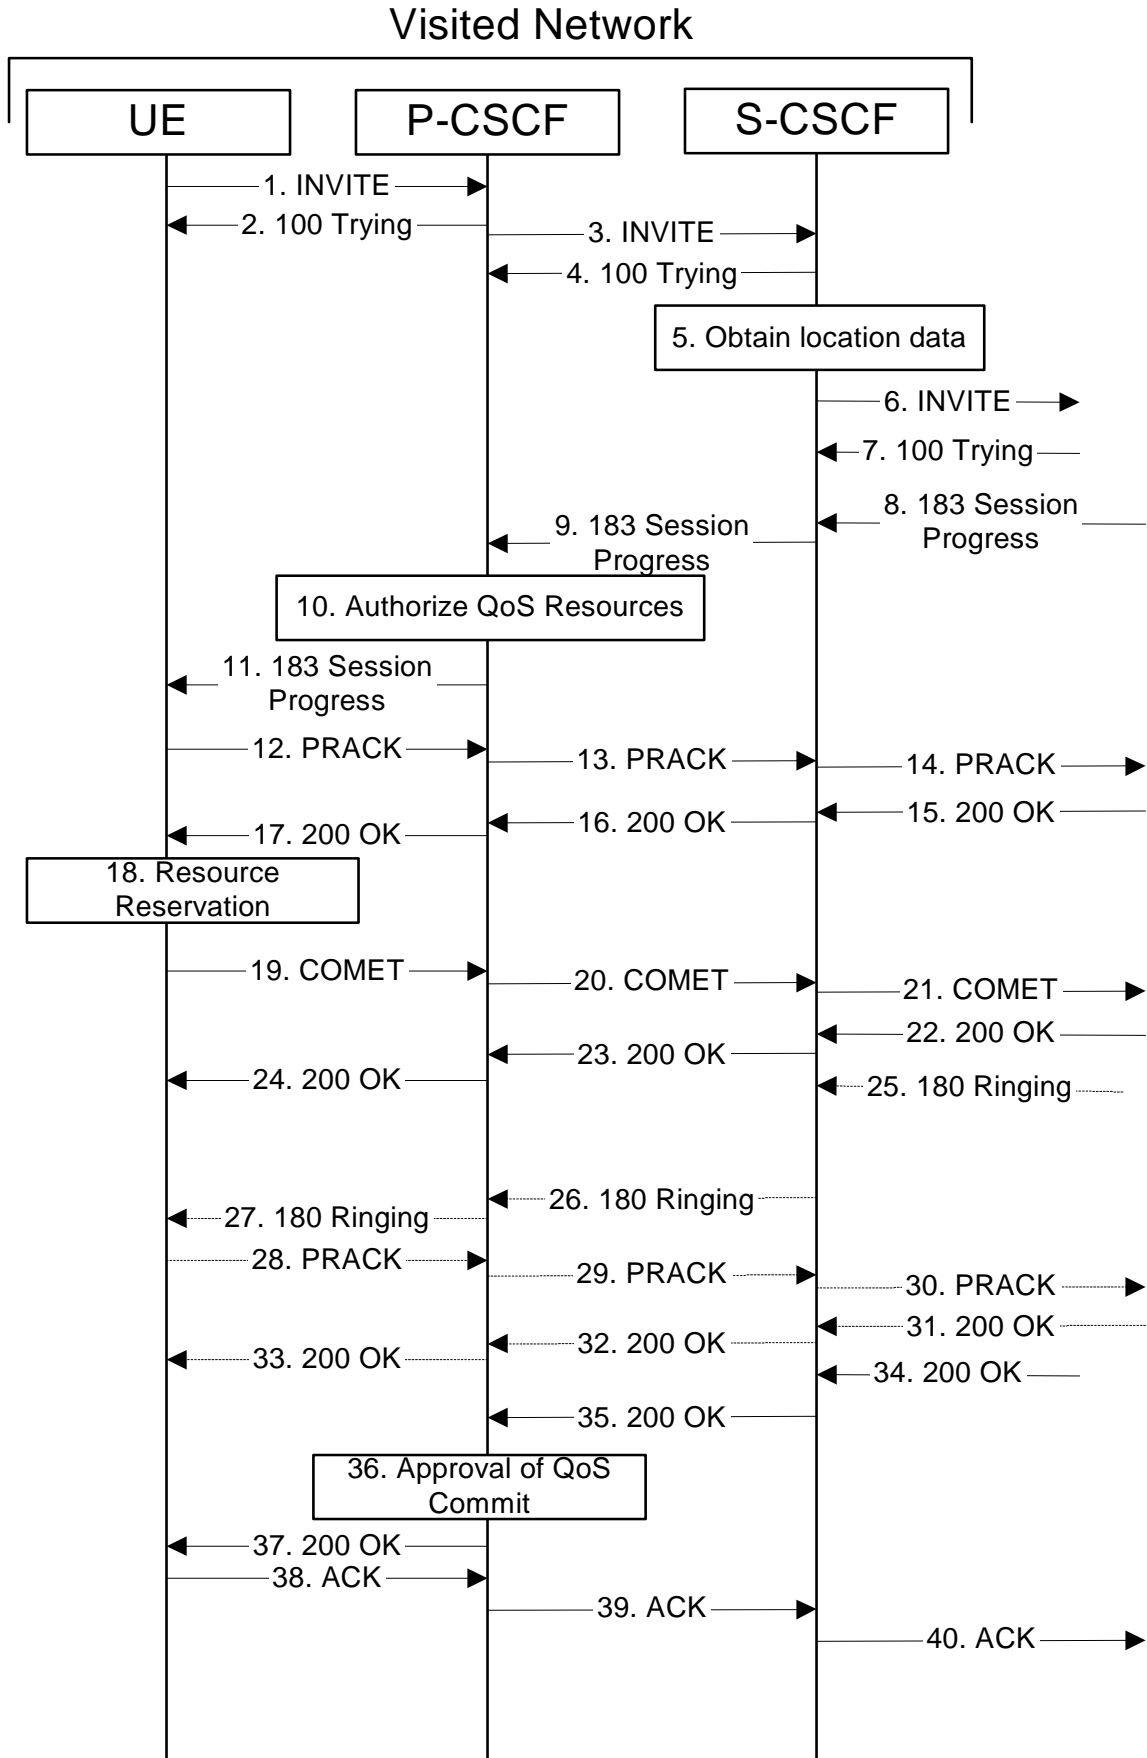 Visited Network
UE
P-CSCF
S-CSCF
1. INVITE
2. 100 Trying
3. INVITE
4. 100 Trying
5. Obtain location data
6. INVITE
7. 100 Trying
8. 183 Session
Progress
9. 183 Session
Progress
10. Authorize QoS Resources
11. 183 Session
Progress
12. PRACK
13. PRACK
14. PRACK
15. 200 OK
16. 200 OK
17. 200 OK
18. Resource
Reservation
19. COMET
20. COMET
21. COMET
22. 200 OK
23. 200 OK
24. 200 OK
25. 180 Ringing
26. 180 Ringing
27. 180 Ringing
28. PRACK
29. PRACK
30. PRACK
31. 200 OK
32. 200 OK
33. 200 OK
34. 200 OK
35. 200 OK
36. Approval of QoS
Commit
37. 200 OK
38. ACK
39. ACK
40. ACK